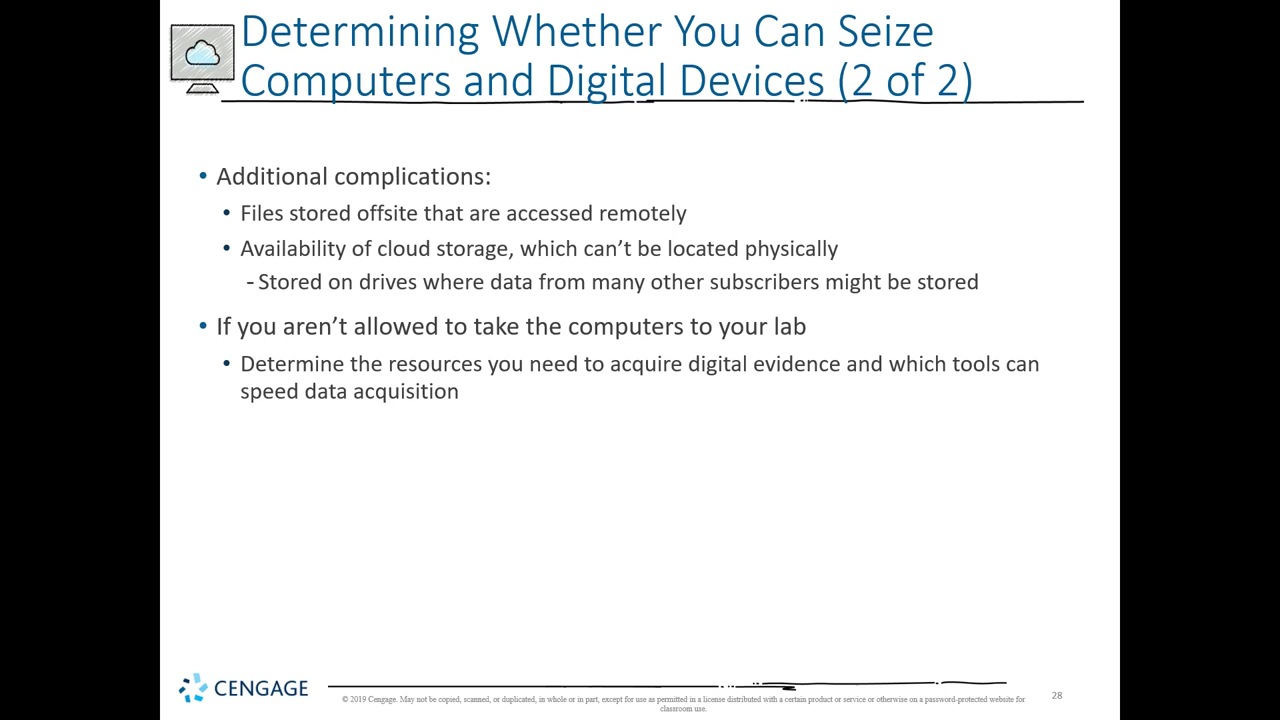 Determining Whether You Can Seize
Computers and Digital Devices (2 of 2)
• Additional complications:
• Files stored offsite that are accessed remotely
• Availability of cloud storage, which can’t be located physically
- Stored on drives where data from many other subscribers might be stored
• If you aren’t allowed to take the computers to your lab
• Determine the resources you need to acquire digital evidence and which tools can
speed data acquisition
CENGAGE
© 2019 Cengage. May not be copied, scanned, or duplicated, in whole or in part, except for use as permitted in a license distributed with a certain product or service or otherwise on a password-protected website for
classroom use.
28